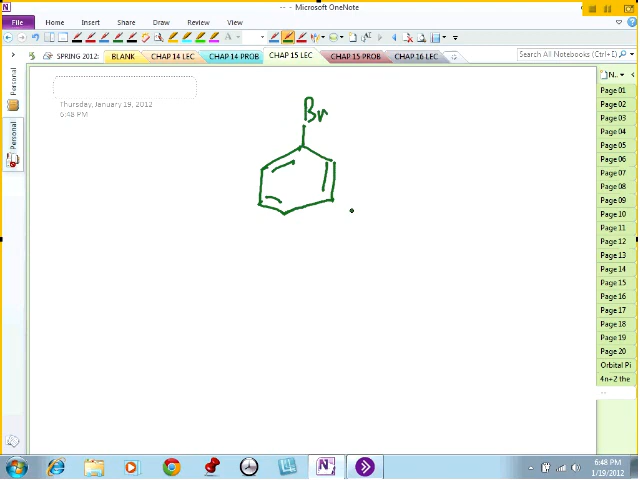 - - - Microsoft OneNote
File Home Insert Share Draw Review View
SPRING 2012: BLANK CHAP 14 LEC CHAP 14 PROB CHAP 15 LEC CHAP 15 PROB CHAP 16 LEC Search All Notebooks (Ctrl+E)
N..
Personal
Personal
Thursday, January 19, 2012
6:48 PM
Br
Page 01
Page 02
Page 03
Page 04
Page 05
Page 06
Page 07
Page 08
Page 09
Page 10
Page 11
Page 12
Page 13
Page 14
Page 15
Page 16
Page 17
Page 18
Page 19
Page 20
Orbital Pi
4n+2 the
6:48 PM
1/19/2012